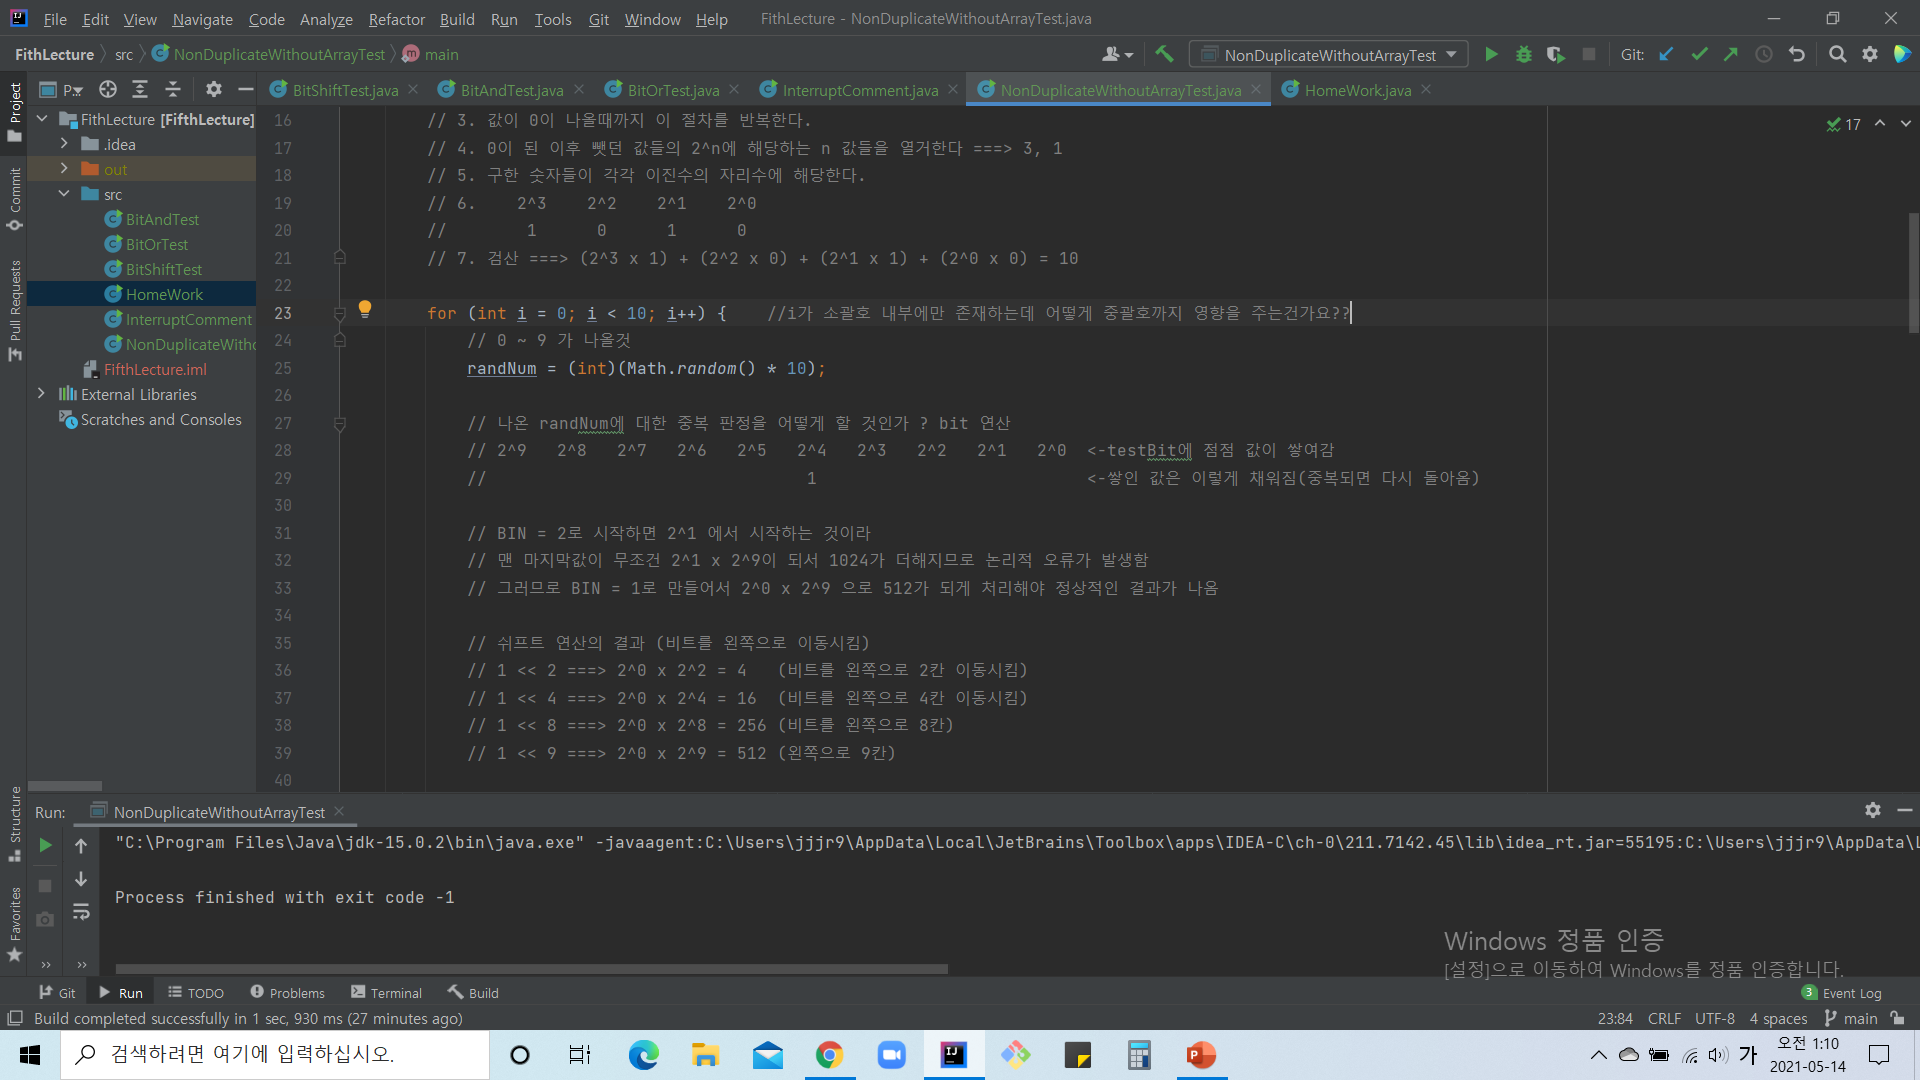 File Edit View Navigate Code Analyze Refactor Build Run Tools Git Window Help FithLecture - NonDuplicateWithoutArrayTest.java
FithLecture src NonDuplicateWithoutArrayTest main NonDuplicateWithoutArrayTest Git:
P... BitShiftTest.java BitAndTest.java BitOrTest.java InterruptComment.java NonDuplicateWithoutArrayTest.java HomeWork.java
Project
Commit
Pull Requests
Structure
Favorites
FithLecture [FifthLecture]
.idea
out
src
BitAndTest
BitOrTest
BitShiftTest
HomeWork
InterruptComment
NonDuplicateWitho
FifthLecture.iml
External Libraries
Scratches and Consoles
17
16 // 3. 값이 0이 나올때까지 이 절차를 반복한다.
17 // 4. 0이 된 이후 뺏던 값들의 2^n에 해당하는 n 값들을 열거한다 ===> 3, 1
18 // 5. 구한 숫자들이 각각 이진수의 자리수에 해당한다.
19 // 6. 2^3 2^2 2^1 2^0
20 // 1 0 1 0
21 // 7. 검산 ===> (2^3 x 1) + (2^2 x 0) + (2^1 x 1) + (2^0 x 0) = 10
22
23 for (int i = 0; i < 10; i++) { //i가 소괄호 내부에만 존재하는데 어떻게 중괄호까지 영향을 주는건가요??
24 // 0 ~ 9 가 나올것
25 randNum = (int)(Math.random() * 10);
26
27 // 나온 randNum에 대한 중복 판정을 어떻게 할 것인가 ? bit 연산
28 // 2^9 2^8 2^7 2^6 2^5 2^4 2^3 2^2 2^1 2^0 <-testBit에 점점 값이 쌓여감
29 // 1 <-쌓인 값은 이렇게 채워짐(중복되면 다시 돌아옴)
30
31 // BIN = 2로 시작하면 2^1 에서 시작하는 것이라
32 // 맨 마지막값이 무조건 2^1 x 2^9이 되서 1024가 더해지므로 논리적 오류가 발생함
33 // 그러므로 BIN = 1로 만들어서 2^0 x 2^9 으로 512가 되게 처리해야 정상적인 결과가 나옴
34
35 // 쉬프트 연산의 결과 (비트를 왼쪽으로 이동시킴)
36 // 1 << 2 ===> 2^0 x 2^2 = 4 (비트를 왼쪽으로 2칸 이동시킴)
37 // 1 << 4 ===> 2^0 x 2^4 = 16 (비트를 왼쪽으로 4칸 이동시킴)
38 // 1 << 8 ===> 2^0 x 2^8 = 256 (비트를 왼쪽으로 8칸)
39 // 1 << 9 ===> 2^0 x 2^9 = 512 (왼쪽으로 9칸)
40
Run: NonDuplicateWithoutArrayTest
"C:\Program Files\Java\jdk-15.0.2\bin\java.exe" -javaagent:C:\Users\jjjr9\AppData\Local\JetBrains\Toolbox\apps\IDEA-C\ch-0\211.7142.45\lib\idea_rt.jar=55195:C:\Users\jjjr9\AppData\L
Process finished with exit code -1
Windows 정품 인증
[설정]으로 이동하여 Windows를 정품 인증합니다.
Git Run TODO Problems Terminal Build 3 Event Log
Build completed successfully in 1 sec, 930 ms (27 minutes ago) 23:84 CRLF UTF-8 4 spaces main
검색하려면 여기에 입력하십시오. 가 오전 1:10
2021-05-14